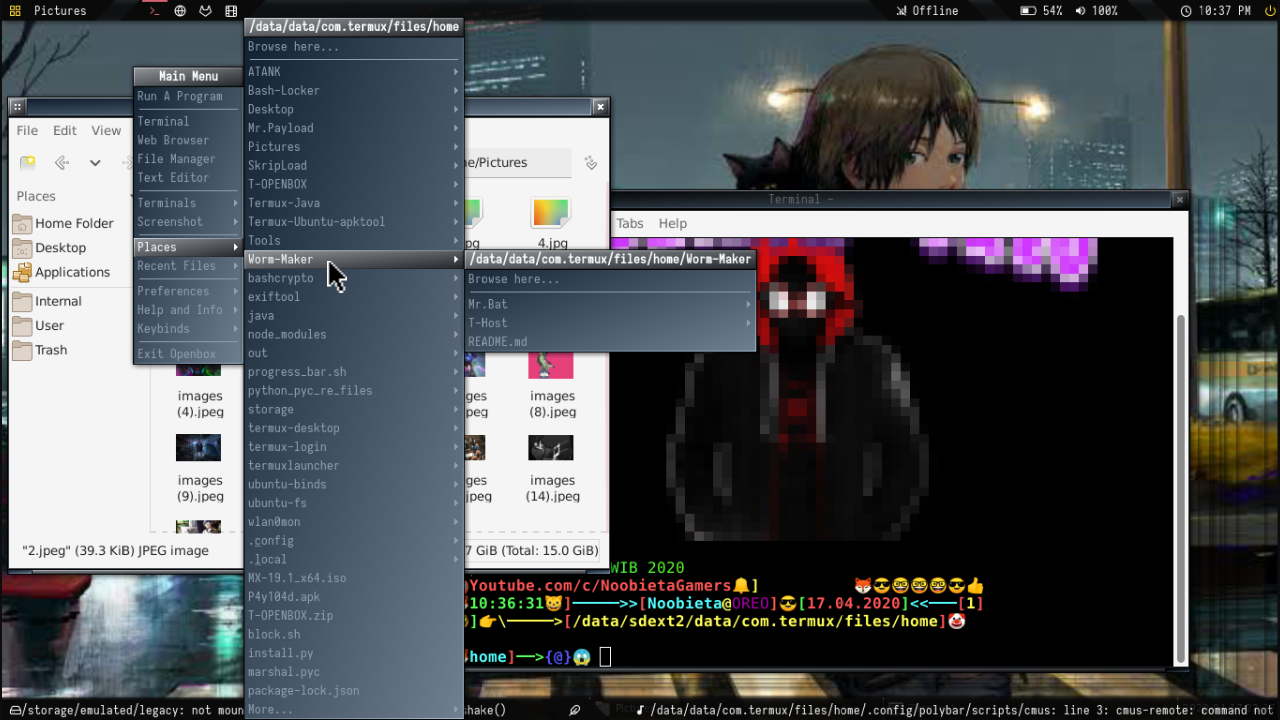 Pictures
Offline
54%
100%
10:37 PM
/data/data/com.termux/files/home
Browse here...
ATANK
Bash-Locker
Desktop
Mr.Payload
Pictures
SkripLoad
T-OPENBOX
Termux-Java
Termux-Ubuntu-apktool
Tools
Worm-Maker
bashcrypto
exiftool
java
node_modules
out
progress_bar.sh
python_pyc_re_files
storage
termux-desktop
termux-login
termuxlauncher
ubuntu-binds
ubuntu-fs
wlan0mon
.config
.local
MX-19.1_x64.iso
P4y104d.apk
T-OPENBOX.zip
block.sh
install.py
marshal.pyc
package-lock.json
More...
Main Menu
Run A Program
Terminal
Web Browser
File Manager
Text Editor
Terminals
Screenshot
Places
Recent Files
Preferences
Help and Info
Keybinds
Exit Openbox
/data/data/com.termux/files/home/Worm-Maker
Browse here...
Mr.Bat
T-Host
README.md
File Edit View
e/Pictures
Places
Home Folder
Desktop
Applications
Internal
User
Trash
pg
4.jpg
images
(4).jpeg
ges
).jpeg
images
(8).jpeg
images
(9).jpeg
ges
).jpeg
images
(14).jpeg
"2.jpeg" (39.3 KiB) JPEG image
7 GiB (Total: 15.0 GiB)
Terminal -
Tabs Help
WIB 2020
Youtube.com/c/NoobietaGamers🔔] 🦊😎🤓🤓🤓😎👍
10:36:31😺]────>>[Noobieta@OREO]😎[17.04.2020]<<───[1]
]👉\─────>[/data/sdext2/data/com.termux/files/home]🤡
home]──>{@}😱
/storage/emulated/legacy: not moun
shake()
/data/data/com.termux/files/home/.config/polybar/scripts/cmus: line 3: cmus-remote: command not